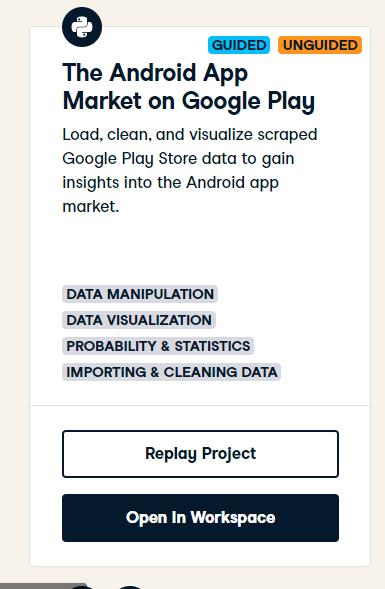 GUIDED UNGUIDED
The Android App
Market on Google Play
Load, clean, and visualize scraped
Google Play Store data to gain
insights into the Android app
market.
DATA MANIPULATION
DATA VISUALIZATION
PROBABILITY & STATISTICS
IMPORTING & CLEANING DATA
Replay Project
Open In Workspace